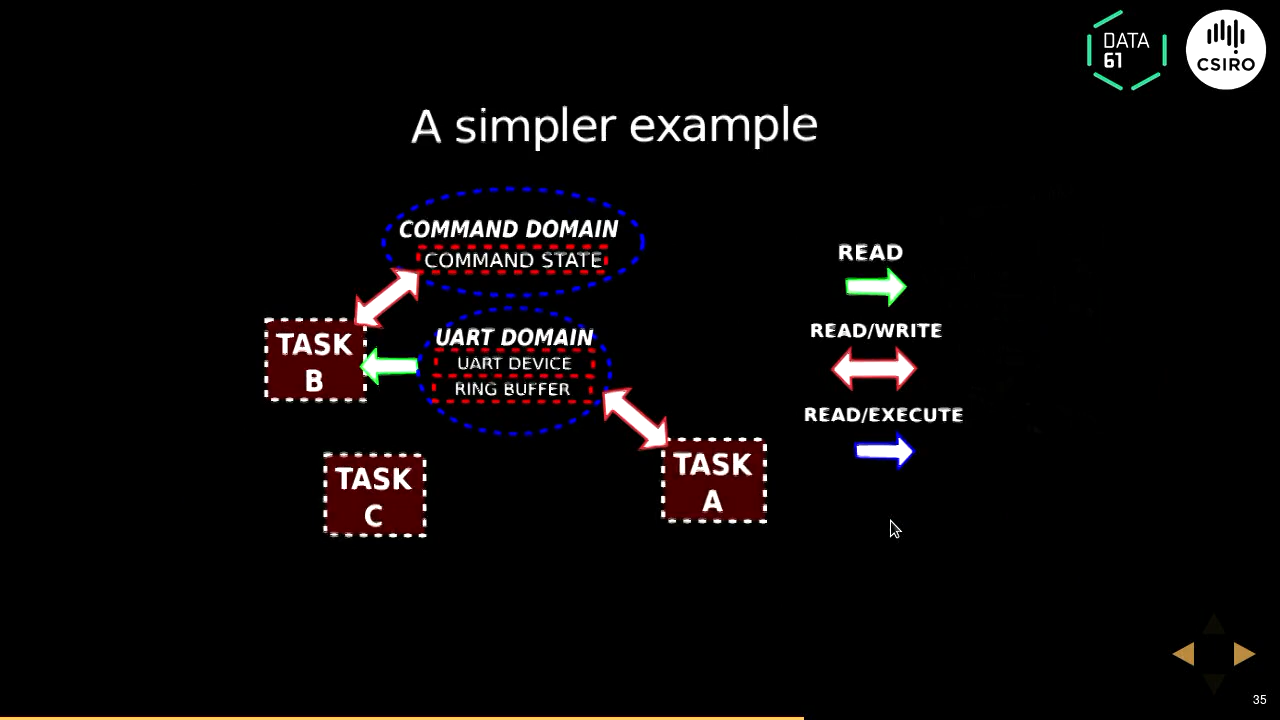 DATA
61
CSIRO
A simpler example
COMMAND DOMAIN
COMMAND STATE
READ
READ/WRITE
TASK
B
UART DOMAIN
UART DEVICE
RING BUFFER
READ/EXECUTE
TASK
A
TASK
C
35